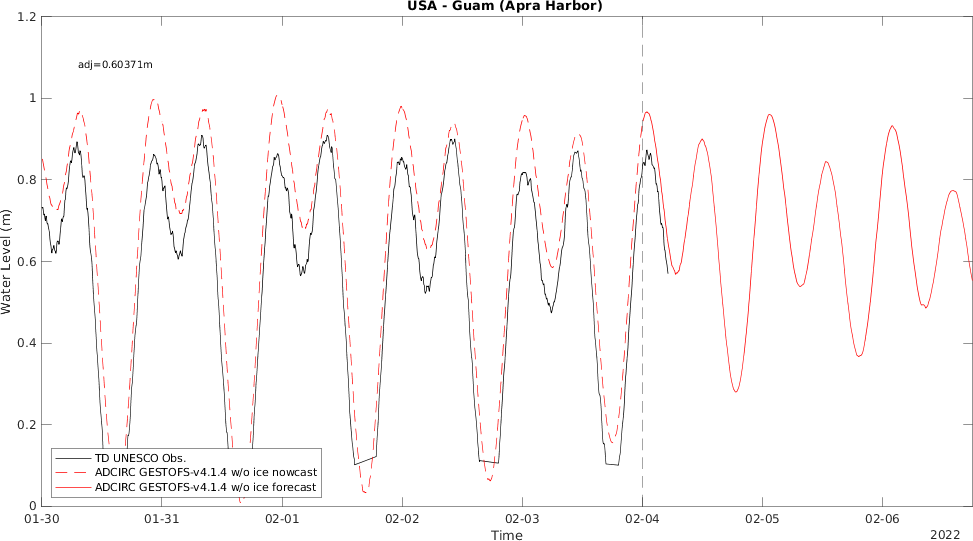 USA - Guam (Apra Harbor)
1.2
adj=0.60371m
1
0.8
0.6
0.4
0.2
0
Water Level (m)
TD UNESCO Obs.
ADCIRC GESTOFS-v4.1.4 w/o ice nowcast
ADCIRC GESTOFS-v4.1.4 w/o ice forecast
01-30 01-31 02-01 02-02 02-03 02-04 02-05 02-06
Time
2022